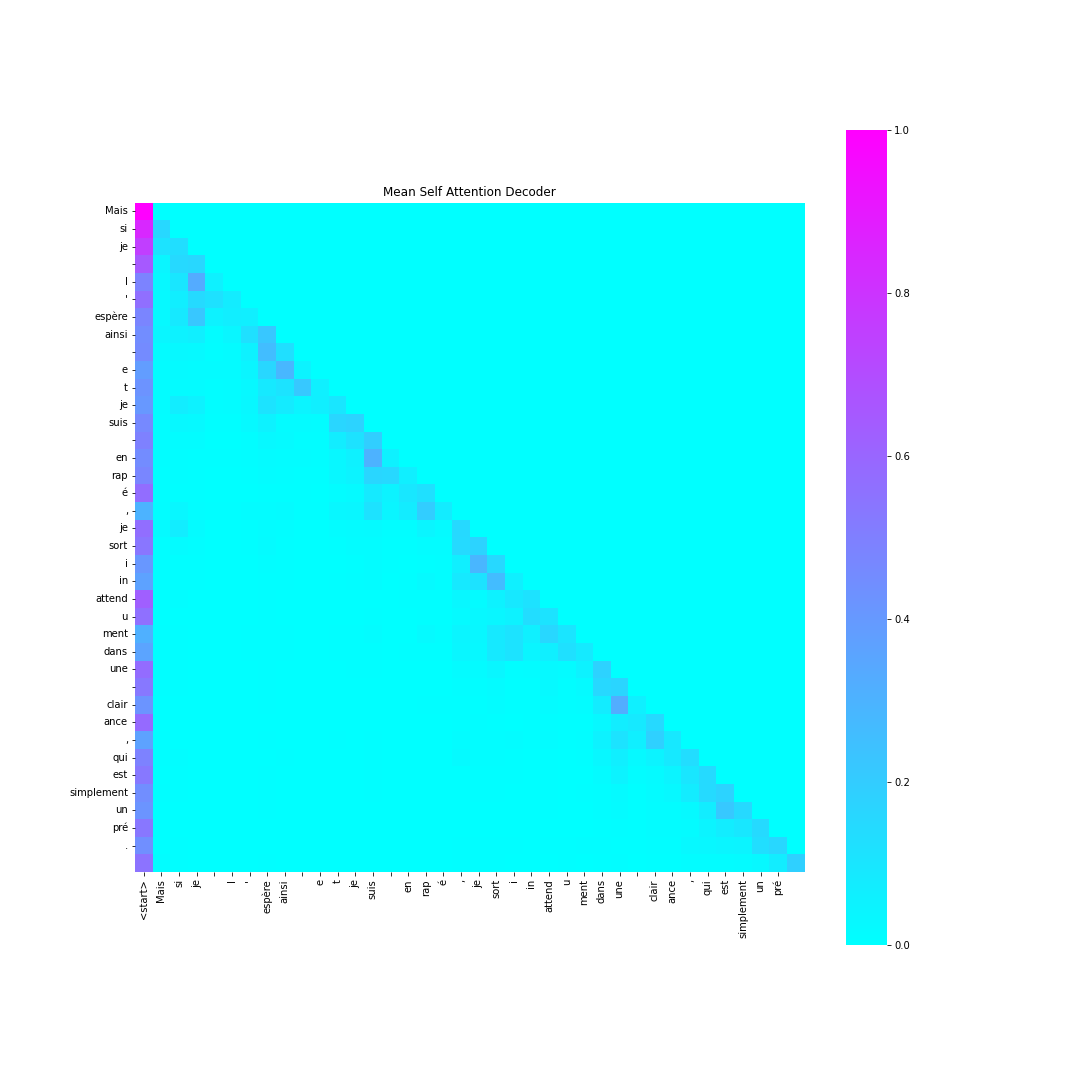 Mean Self Attention Decoder
Mais
si
je
l
'
espère
ainsi
e
t
je
suis
en
rap
é
,
je
sort
i
in
attend
u
ment
dans
une
clair
ance
,
qui
est
simplement
un
pré
.
<start>
Mais
si
je
l
'
espère
ainsi
e
t
je
suis
en
rap
é
,
je
sort
i
in
attend
u
ment
dans
une
clair
ance
,
qui
est
simplement
un
pré
1.0
0.8
0.6
0.4
0.2
0.0